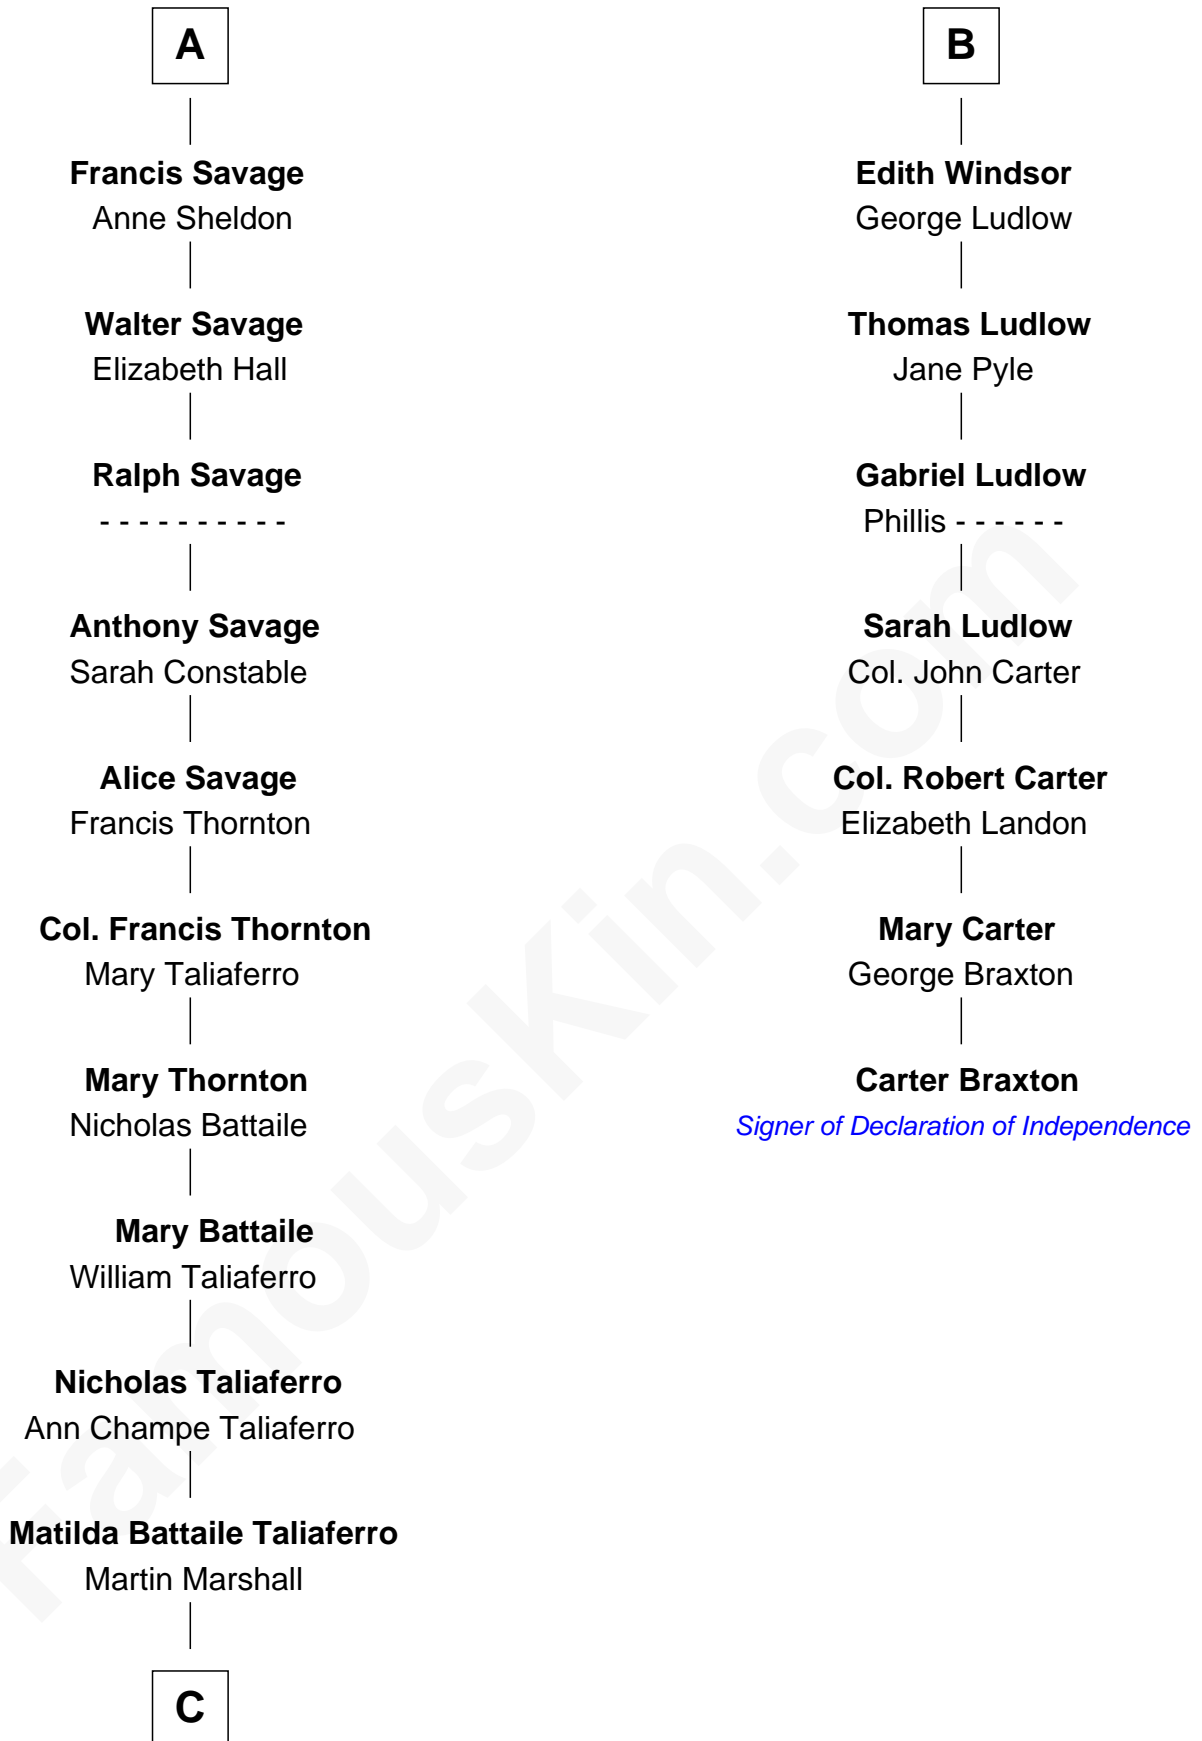 A
Francis Savage
Anne Sheldon
Walter Savage
Elizabeth Hall
Ralph Savage
- - - - - - - - - -
Anthony Savage
Sarah Constable
Alice Savage
Francis Thornton
Col. Francis Thornton
Mary Taliaferro
Mary Thornton
Nicholas Battaile
Mary Battaile
William Taliaferro
Nicholas Taliaferro
Ann Champe Taliaferro
Matilda Battaile Taliaferro
Martin Marshall
C
B
Edith Windsor
George Ludlow
Thomas Ludlow
Jane Pyle
Gabriel Ludlow
Phillis - - - - - -
Sarah Ludlow
Col. John Carter
Col. Robert Carter
Elizabeth Landon
Mary Carter
George Braxton
Carter Braxton
Signer of Declaration of Independence
FamousKin.com